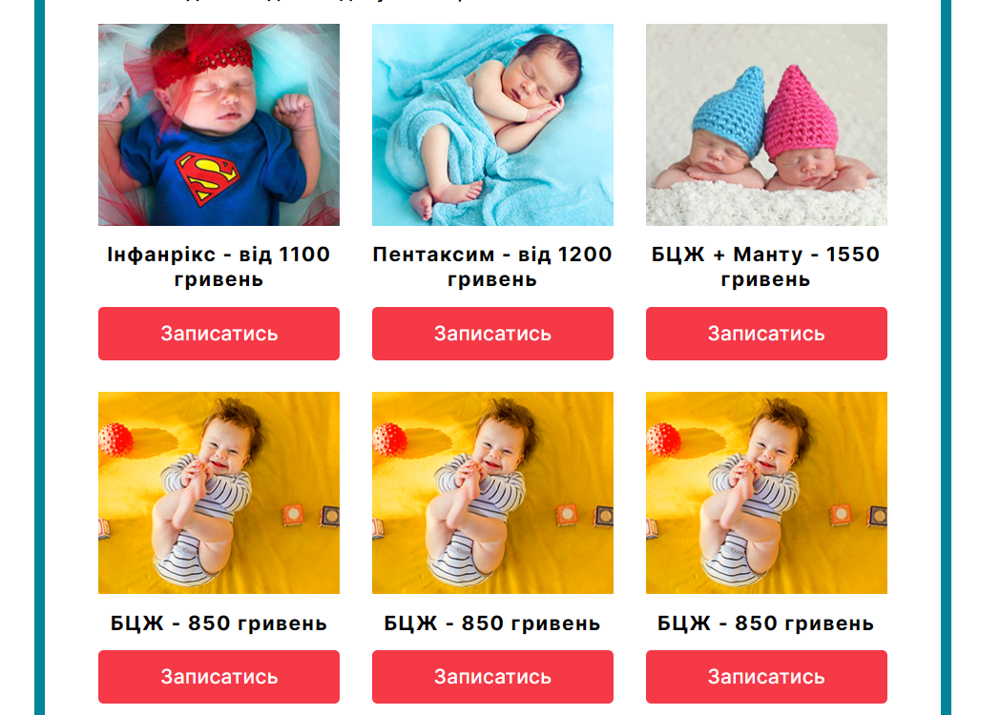 Інфанрікс - від 1100
гривень
Пентаксим - від 1200
гривень
БЦЖ + Манту - 1550
гривень
Записатись
Записатись
Записатись
БЦЖ - 850 гривень
БЦЖ - 850 гривень
БЦЖ - 850 гривень
Записатись
Записатись
Записатись